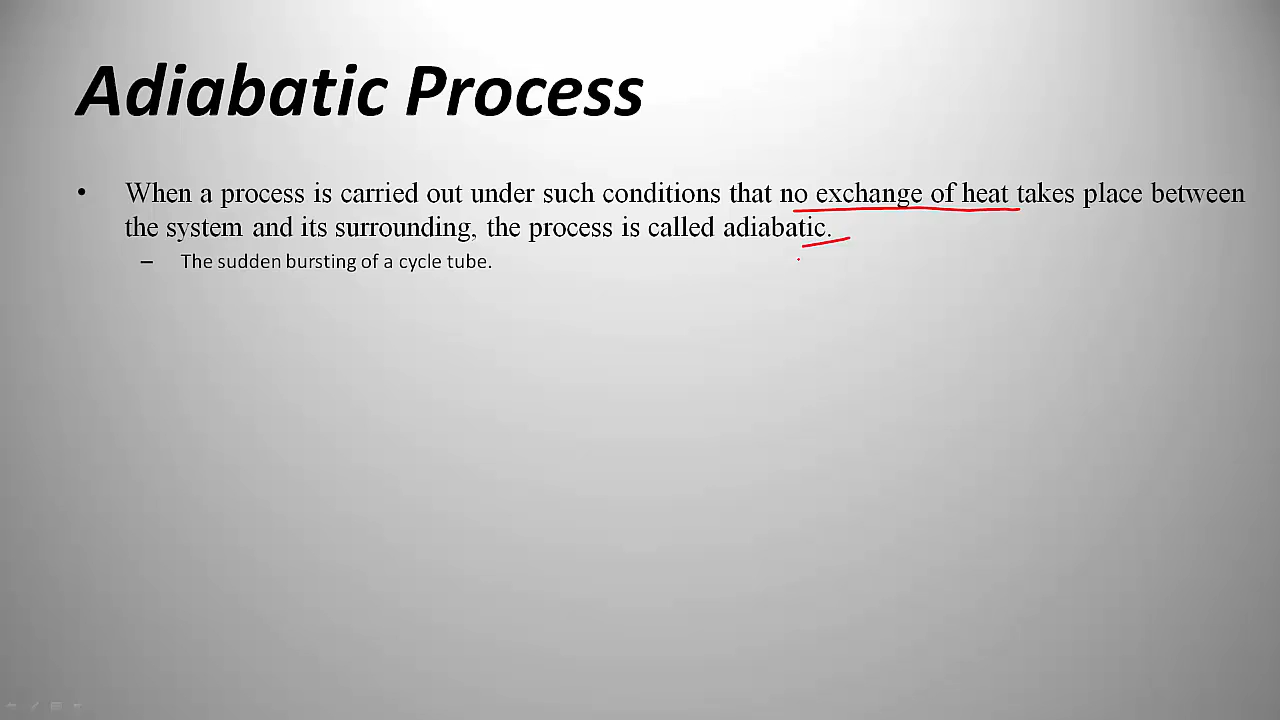 Adiabatic Process
• When a process is carried out under such conditions that no exchange of heat takes place between
the system and its surrounding, the process is called adiabatic.
– The sudden bursting of a cycle tube.